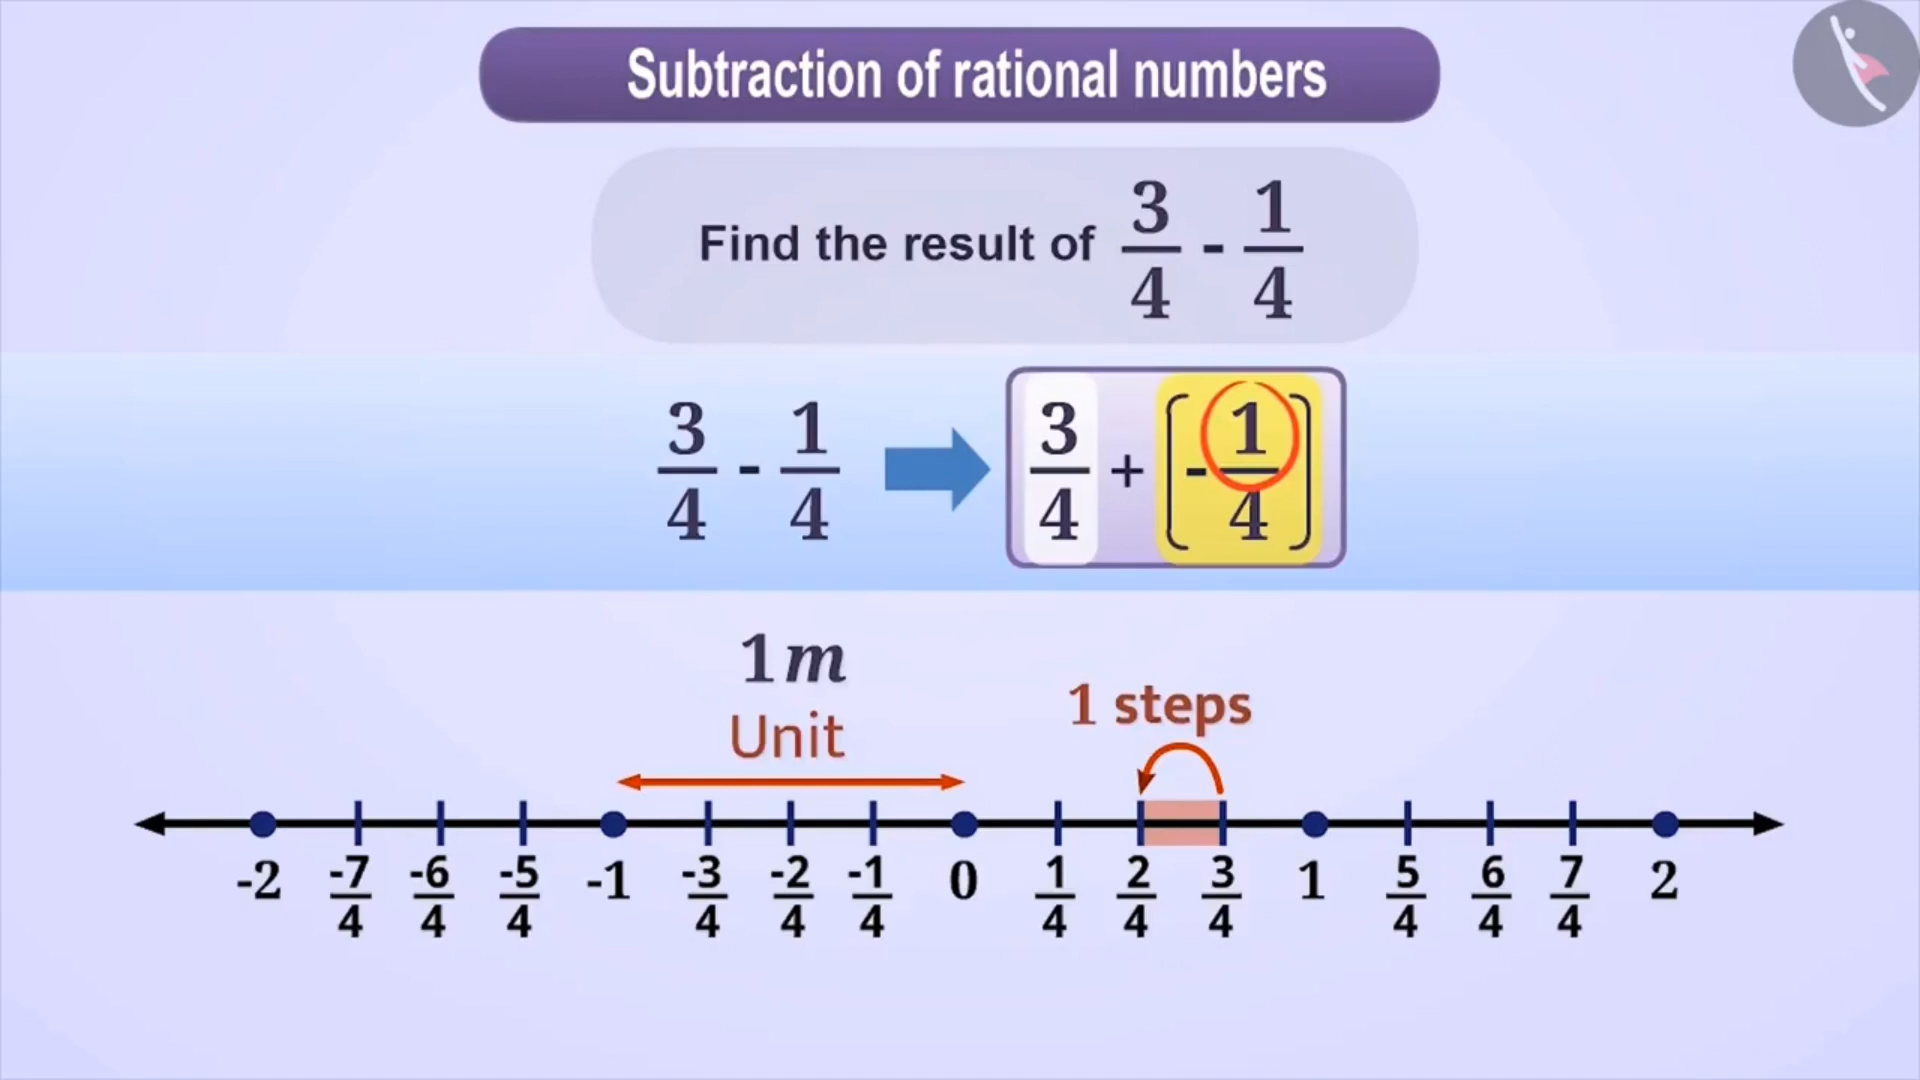 Subtraction of rational numbers
Find the result of 3/4 - 1/4
3/4 - 1/4 3/4 + [-1/4]
1m
Unit
1 steps
-2 -7/4 -6/4 -5/4 -1 -3/4 -2/4 -1/4 0 1/4 2/4 3/4 1 5/4 6/4 7/4 2